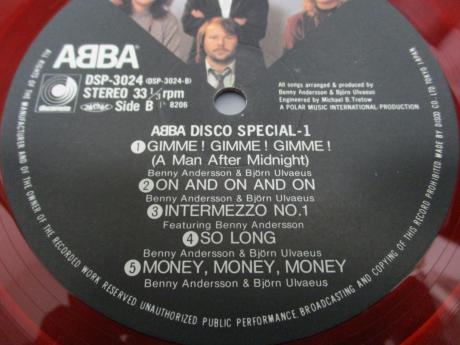 ABBA
DSP-3024 (DSP-3024-B)
STEREO 33 1/3 rpm
Side B
P 8206
All songs arranged & produced by
Benny Andersson & Björn Ulvaeus
Engineered by Michael B. Tretow
A POLAR MUSIC INTERNATIONAL PRODUCTION
ABBA DISCO SPECIAL-1
1 GIMME! GIMME! GIMME!
(A Man After Midnight)
Benny Andersson & Björn Ulvaeus
2 ON AND ON AND ON
Benny Andersson & Björn Ulvaeus
3 INTERMEZZO NO.1
Featuring Benny Andersson
4 SO LONG
Benny Andersson & Björn Ulvaeus
5 MONEY, MONEY, MONEY
Benny Andersson & Björn Ulvaeus
ALL RIGHTS OF THE MANUFACTURER AND OF THE OWNER OF THE RECORDED WORK RESERVED UNAUTHORIZED PUBLIC PERFORMANCE, BROADCASTING AND COPYING OF THIS RECORD PROHIBITED MADE BY DISCO CO. LTD. TOKYO JAPAN